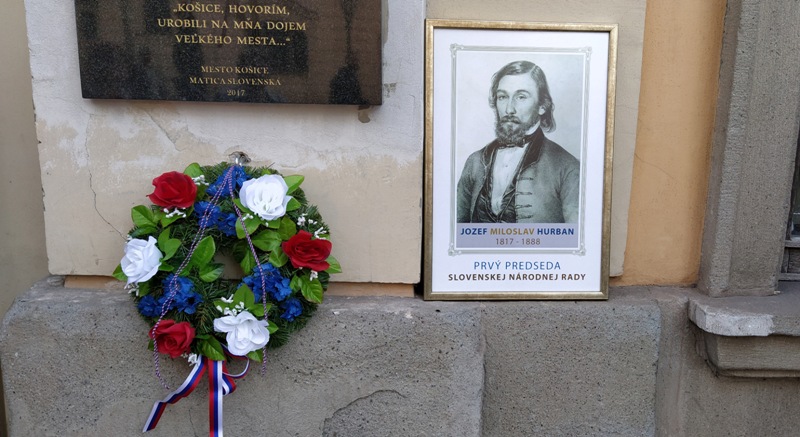 „KOŠICE, HOVORÍM,
UROBILI NA MŇA DOJEM
VEĽKÉHO MESTA...“
MESTO KOŠICE
MATICA SLOVENSKÁ
2017
JOZEF MILOSLAV HURBAN
1817 - 1888
PRVÝ PREDSEDA
SLOVENSKEJ NÁRODNEJ RADY